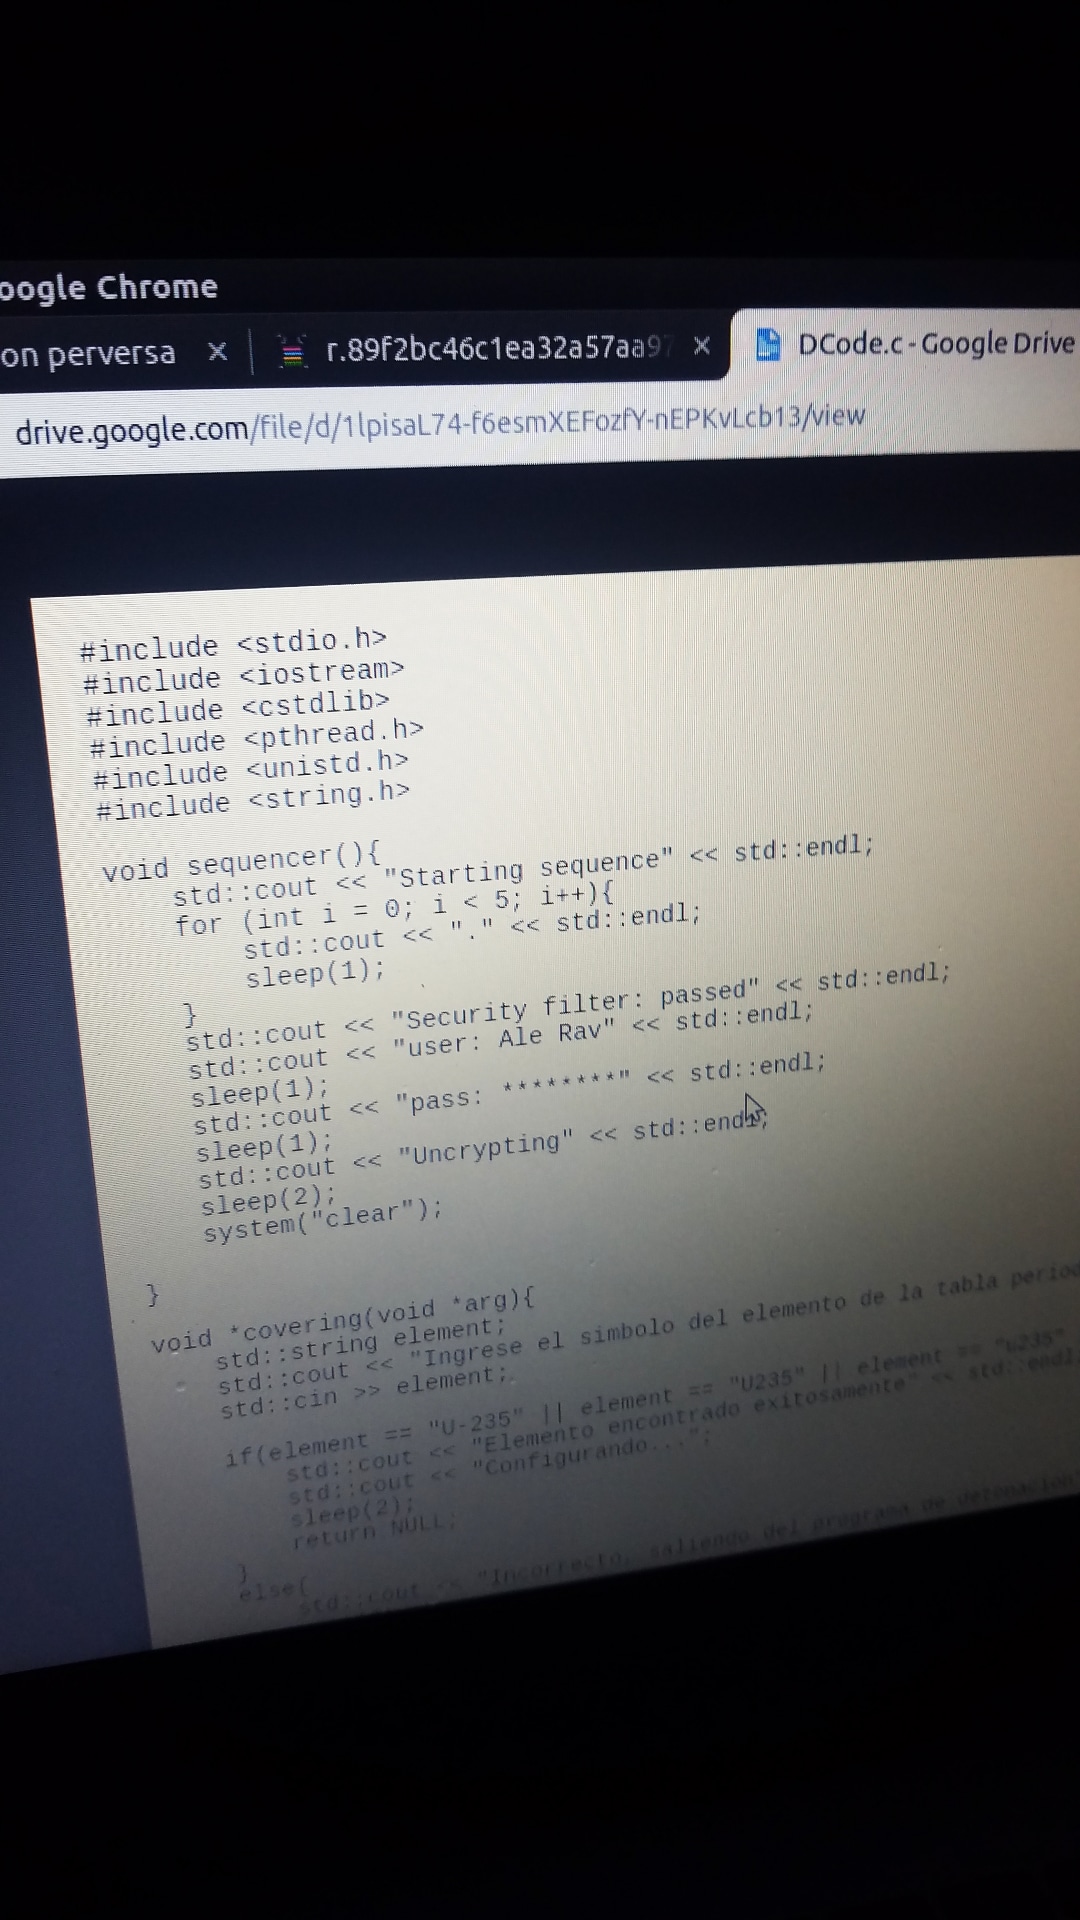 oogle Chrome
on perversa
r.89f2bc46c1ea32a57aa97
DCode.c - Google Drive
drive.google.com/file/d/1lpisaL74-f6esmXEFozfY-nEPKvLcb13/view
#include <stdio.h>
#include <iostream>
#include <cstdlib>
#include <pthread.h>
#include <unistd.h>
#include <string.h>
void sequencer(){
std::cout << "Starting sequence" << std::endl;
for (int i = 0; i < 5; i++){
std::cout << "." << std::endl;
sleep(1);
}
std::cout << "Security filter: passed" << std::endl;
std::cout << "user: Ale Rav" << std::endl;
sleep(1);
std::cout << "pass: ********" << std::endl;
sleep(1);
std::cout << "Uncrypting" << std::endl;
sleep(2);
system("clear");
}
void *covering(void *arg){
std::string element;
std::cout << "Ingrese el simbolo del elemento de la tabla period
std::cin >> element;
if(element == "U-235" || element == "U235" || element == "u235"
std::cout << "Elemento encontrado exitosamente" << std::endl;
std::cout << "Configurando...";
sleep(2);
return NULL;
}
else{
std::cout << "Incorrecto, saliendo del programa de detonacion"